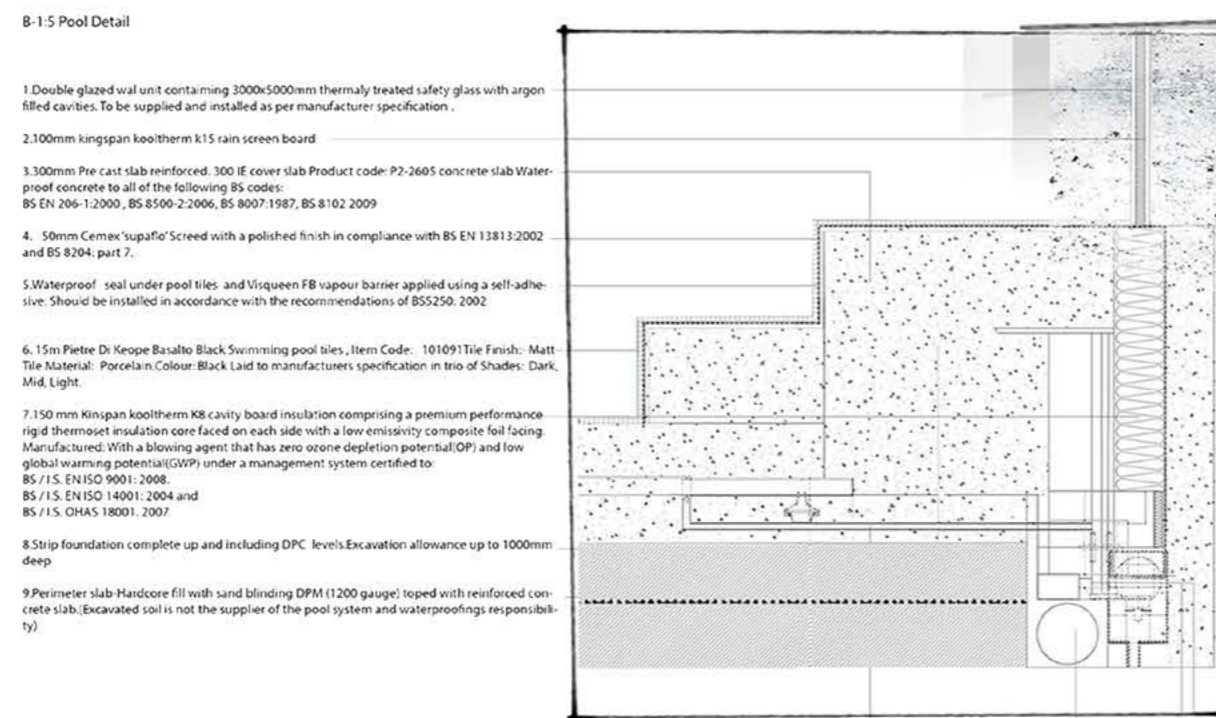 B-1:5 Pool Detail
1.Double glazed wal unit containing 3000x5000mm thermaly treated safety glass with argon
filled cavities. To be supplied and installed as per manufacturer specification .
2.100mm kingspan kooltherm k15 rain screen board
3.300mm Pre cast slab reinforced. 300 IE cover slab Product code: P2-2605 concrete slab Water-
proof concrete to all of the following BS codes:
BS EN 206-1:2000 , BS 8500-2:2006, BS 8007:1987, BS 8102 2009
4. 50mm Cemex 'supaflo' Screed with a polished finish in compliance with BS EN 13813:2002
and BS 8204: part 7.
5.Waterproof seal under pool tiles and Visqueen FB vapour barrier applied using a self-adhe-
sive. Should be installed in accordance with the recommendations of BS5250. 2002
6. 15m Pietre Di Keope Basalto Black Swimming pool tiles , Item Code: 101091Tile Finish: Matt
Tile Material: Porcelain.Colour: Black Laid to manufacturers specification in trio of Shades: Dark,
Mid, Light.
7.150 mm Kinspan kooltherm K8 cavity board insulation comprising a premium performance
rigid thermoset insulation core faced on each side with a low emissivity composite foil facing.
Manufactured: With a blowing agent that has zero ozone depletion potential(OP) and low
global warming potential(GWP) under a management system certified to:
BS / I.S. EN ISO 9001: 2008.
BS / I.S. EN ISO 14001: 2004 and
BS / I.S. OHAS 18001. 2007
8.Strip foundation complete up and including DPC levels.Excavation allowance up to 1000mm
deep
9.Perimeter slab-Hardcore fill with sand blinding DPM (1200 gauge) toped with reinforced con-
crete slab.(Excavated soil is not the supplier of the pool system and waterproofings responsibili-
ty)